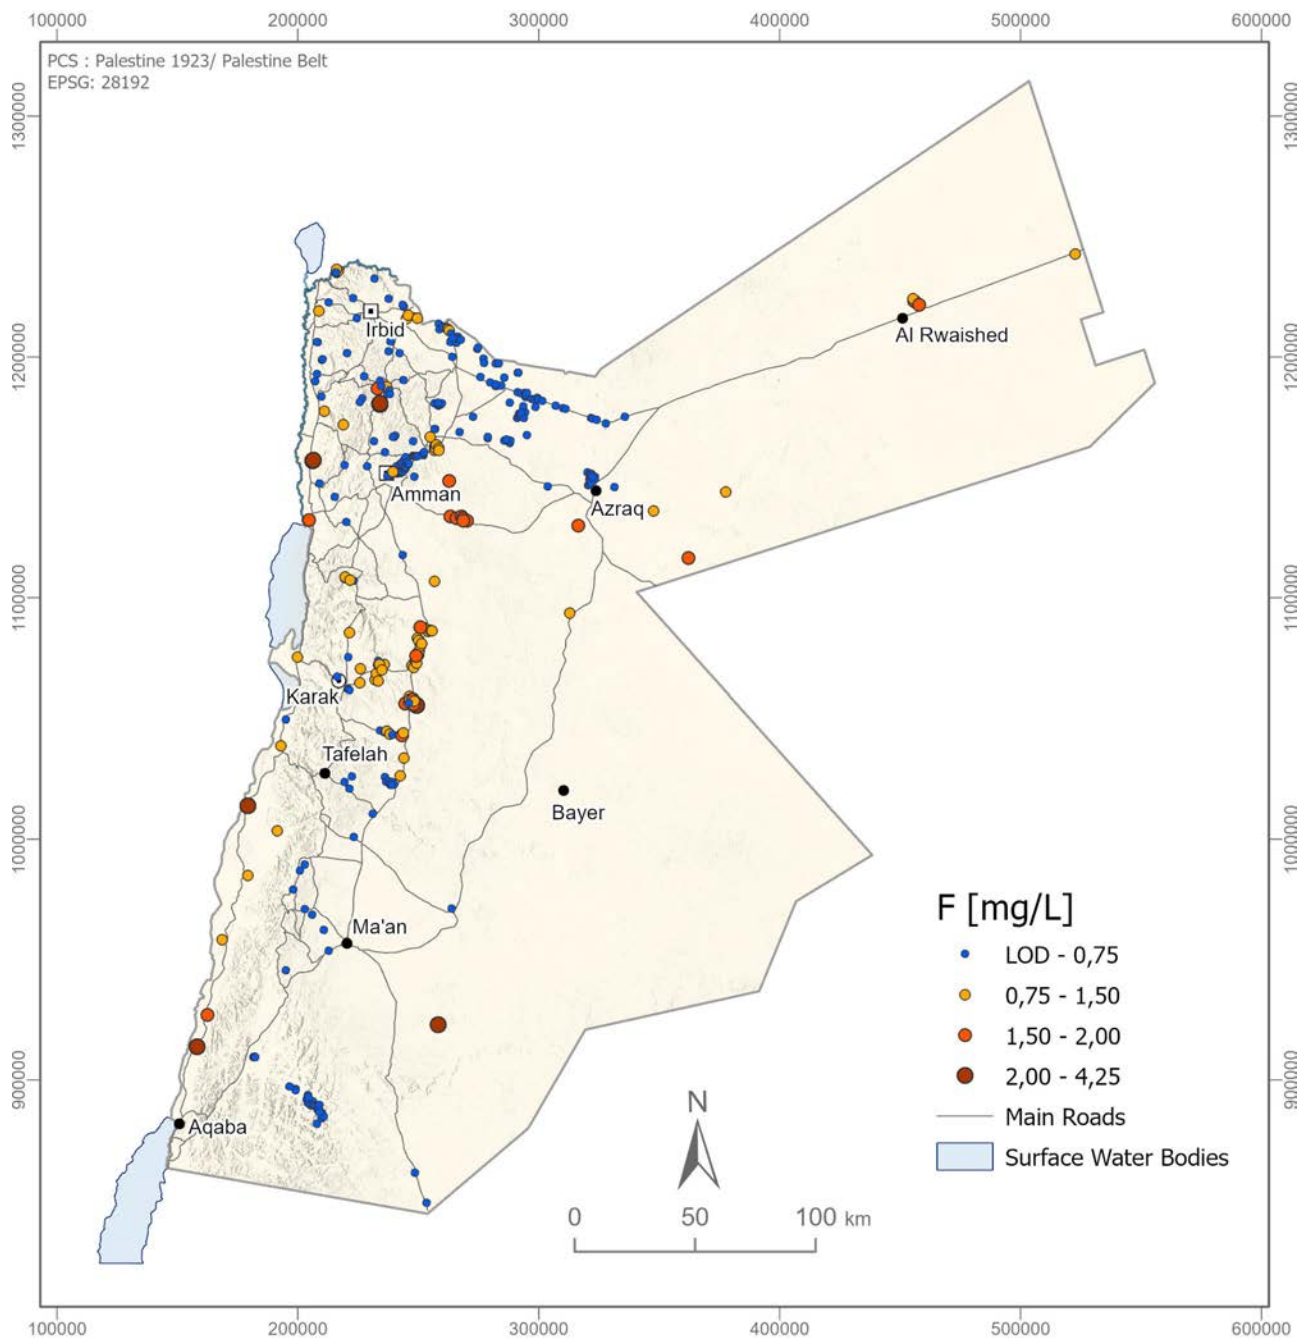 100000 200000 300000 400000 500000 600000
PCS : Palestine 1923/ Palestine Belt
EPSG: 28192
1300000 1300000
Irbid
Al Rwaished
1200000 1200000
Amman
Azraq
1100000 1100000
Karak
Tafelah
Bayer
1000000 1000000
F [mg/L]
Ma'an
LOD - 0,75
0,75 - 1,50
1,50 - 2,00
2,00 - 4,25
900000 900000
N
Main Roads
Aqaba
Surface Water Bodies
0 50 100 km
100000 200000 300000 400000 500000 600000